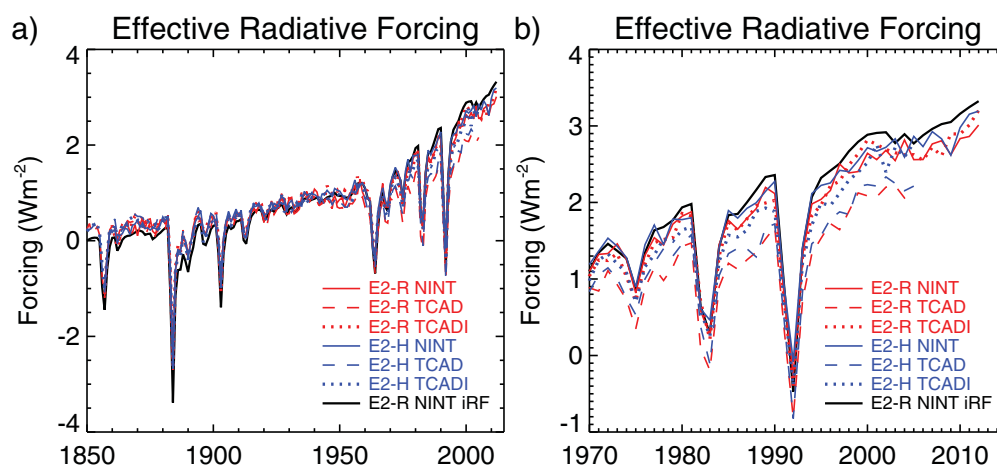 a)
Effective Radiative Forcing
Forcing (Wm-2)
4
2
0
-2
-4
1850
1900
1950
2000
E2-R NINT
E2-R TCAD
E2-R TCADI
E2-H NINT
E2-H TCAD
E2-H TCADI
E2-R NINT iRF
b)
Effective Radiative Forcing
Forcing (Wm-2)
4
3
2
1
0
-1
1970
1980
1990
2000
2010
E2-R NINT
E2-R TCAD
E2-R TCADI
E2-H NINT
E2-H TCAD
E2-H TCADI
E2-R NINT iRF